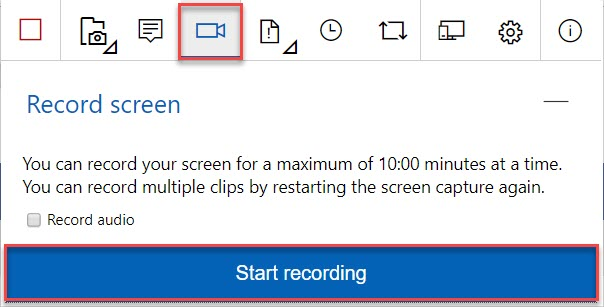 Record screen
You can record your screen for a maximum of 10:00 minutes at a time.
You can record multiple clips by restarting the screen capture again.
Record audio
Start recording